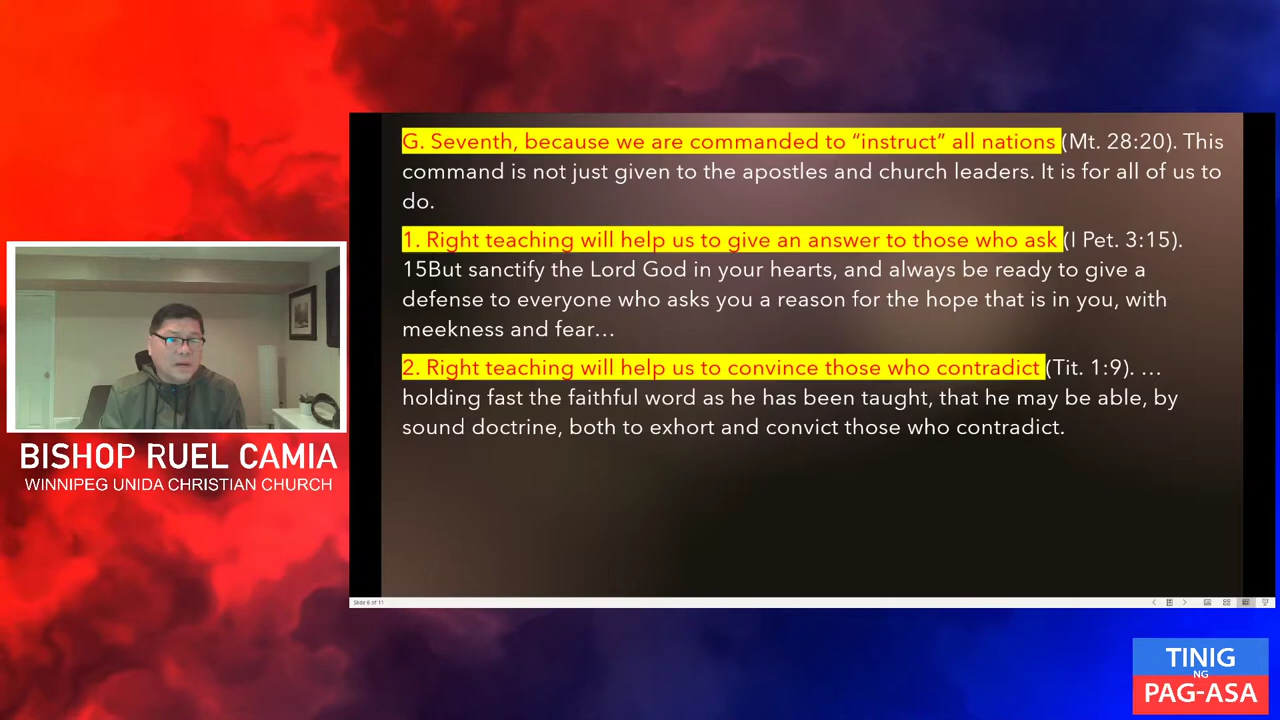 G. Seventh, because we are commanded to “instruct” all nations (Mt. 28:20). This
command is not just given to the apostles and church leaders. It is for all of us to
do.
1. Right teaching will help us to give an answer to those who ask (I Pet. 3:15).
15But sanctify the Lord God in your hearts, and always be ready to give a
defense to everyone who asks you a reason for the hope that is in you, with
meekness and fear…
2. Right teaching will help us to convince those who contradict (Tit. 1:9). …
holding fast the faithful word as he has been taught, that he may be able, by
sound doctrine, both to exhort and convict those who contradict.
BISHOP RUEL CAMIA
WINNIPEG UNIDA CHRISTIAN CHURCH
Slide 6 of 11
TINIG
NG
PAG-ASA